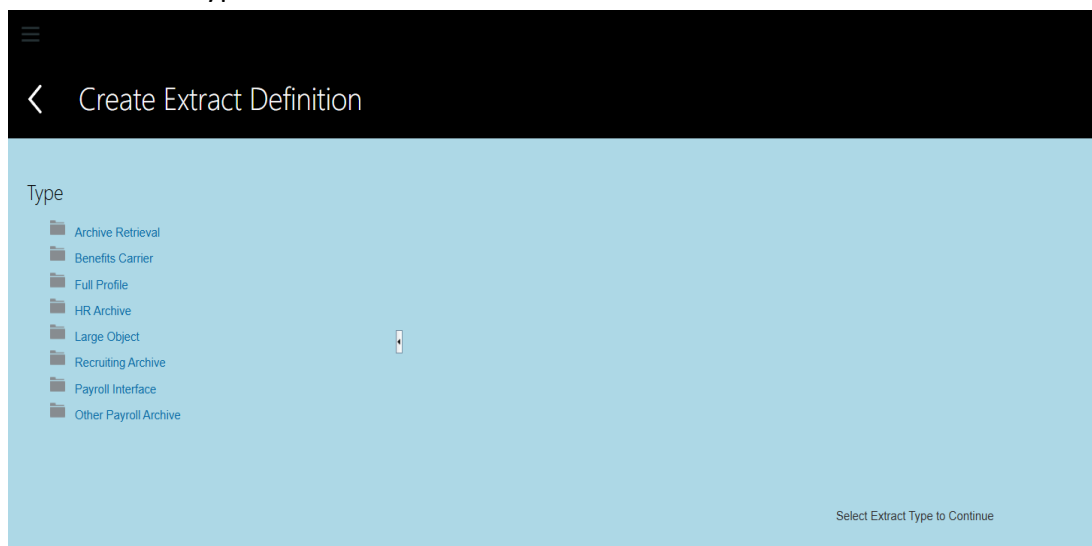 Create Extract Definition
Type
Archive Retrieval
Benefits Carrier
Full Profile
HR Archive
Large Object
Recruiting Archive
Payroll Interface
Other Payroll Archive
Select Extract Type to Continue